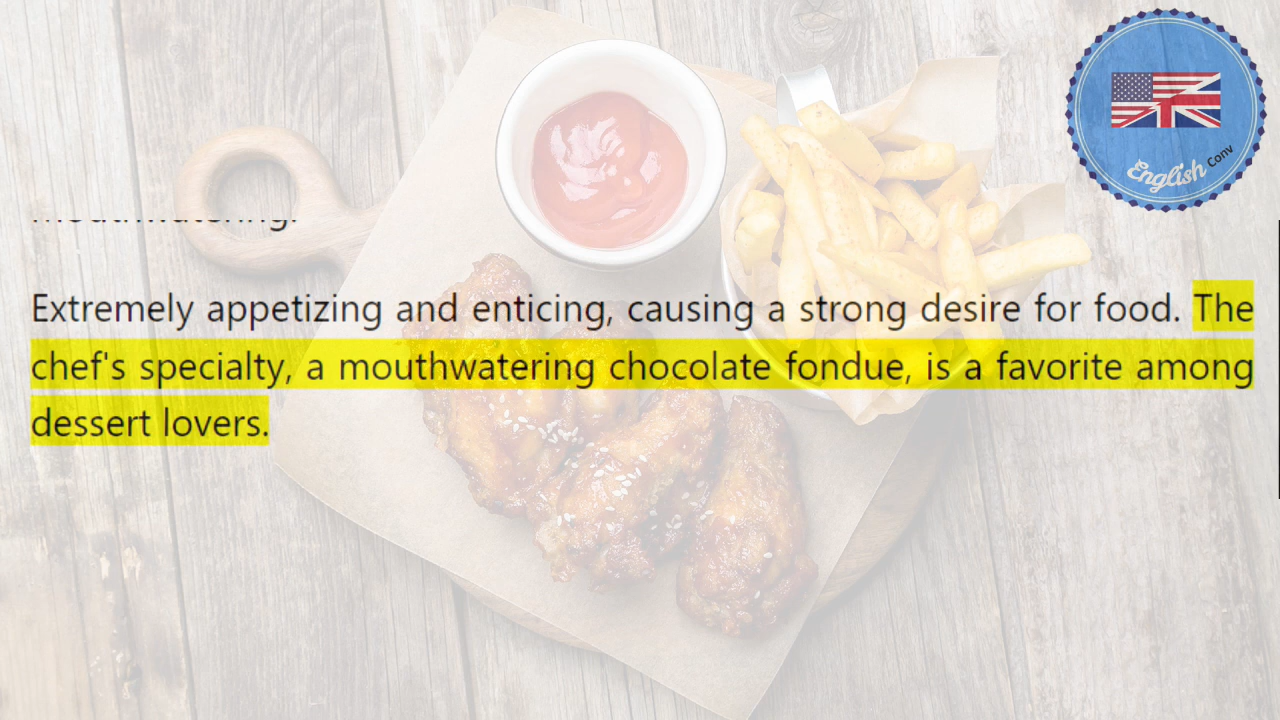 English Conv
mouthwatering.
Extremely appetizing and enticing, causing a strong desire for food. The
chef's specialty, a mouthwatering chocolate fondue, is a favorite among
dessert lovers.